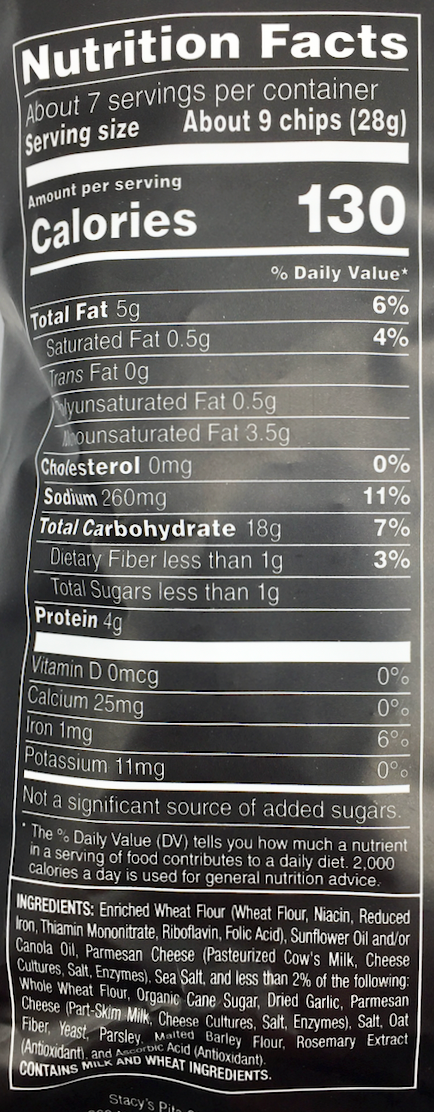 Nutrition Facts
About 7 servings per container
Serving size About 9 chips (28g)
Amount per serving
Calories 130
% Daily Value*
Total Fat 5g 6%
Saturated Fat 0.5g 4%
Trans Fat 0g
lyunsaturated Fat 0.5g
ounsaturated Fat 3.5g
Cholesterol 0mg 0%
Sodium 260mg 11%
Total Carbohydrate 18g 7%
Dietary Fiber less than 1g 3%
Total Sugars less than 1g
Protein 4g
Vitamin D 0mcg 0%
Calcium 25mg 0%
Iron 1mg 6%
Potassium 11mg 0%
Not a significant source of added sugars.
* The % Daily Value (DV) tells you how much a nutrient
in a serving of food contributes to a daily diet. 2,000
calories a day is used for general nutrition advice.
INGREDIENTS: Enriched Wheat Flour (Wheat Flour, Niacin, Reduced
Iron, Thiamin Mononitrate, Riboflavin, Folic Acid), Sunflower Oil and/or
Canola Oil, Parmesan Cheese (Pasteurized Cow's Milk, Cheese
Cultures, Salt, Enzymes), Sea Salt, and less than 2% of the following:
Whole Wheat Flour, Organic Cane Sugar, Dried Garlic, Parmesan
Cheese (Part-Skim Milk, Cheese Cultures, Salt, Enzymes), Salt, Oat
Fiber, Yeast, Parsley, Malted Barley Flour, Rosemary Extract
(Antioxidant), and Ascorbic Acid (Antioxidant).
CONTAINS MILK AND WHEAT INGREDIENTS.
Stacy's Pita